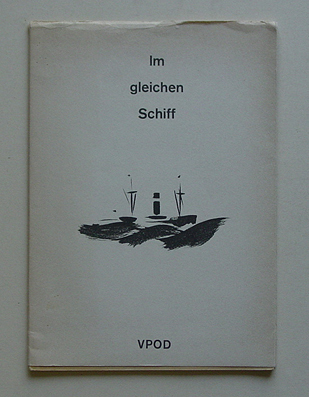 Im
gleichen
Schiff
VPOD